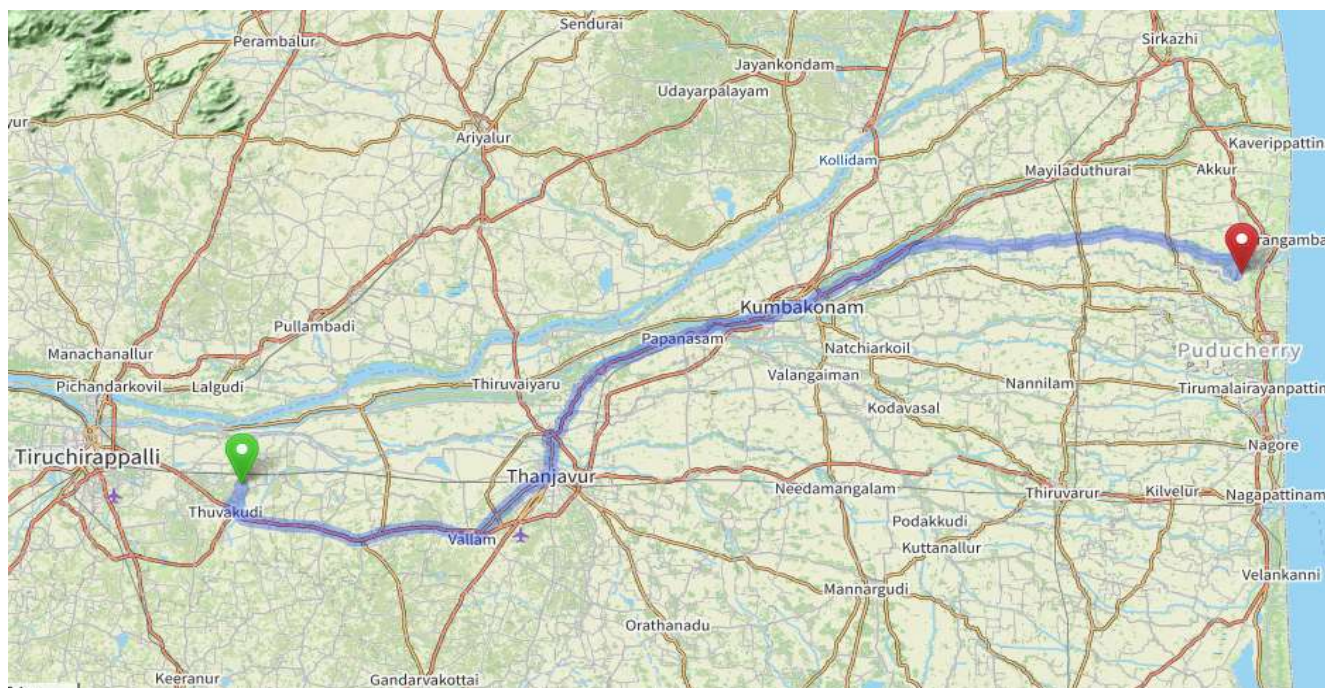 Sendurai
Perambalur
Sirkazhi
Jayankondam
Udayarpalayam
yur
Ariyalur
Kaverippattin
Kollidam
Mayiladuthurai
Akkur
rangamba
Kumbakonam
Pullambadi
Papanasam
Natchiarkoil
Puducherry
Manachanallur
Valangaiman
Pichandarkovil
Lalgudi
Thiruvaiyaru
Nannilam
Tirumalairayanpattin
Kodavasal
Nagore
Tiruchirappalli
Thanjavur
Needamangalam
Thiruvarur
Kilvelur
Nagapattinam
Thuvakudi
Podakkudi
Vallam
Kuttanallur
Velankanni
Mannargudi
Orathanadu
Keeranur
Gandarvakottai